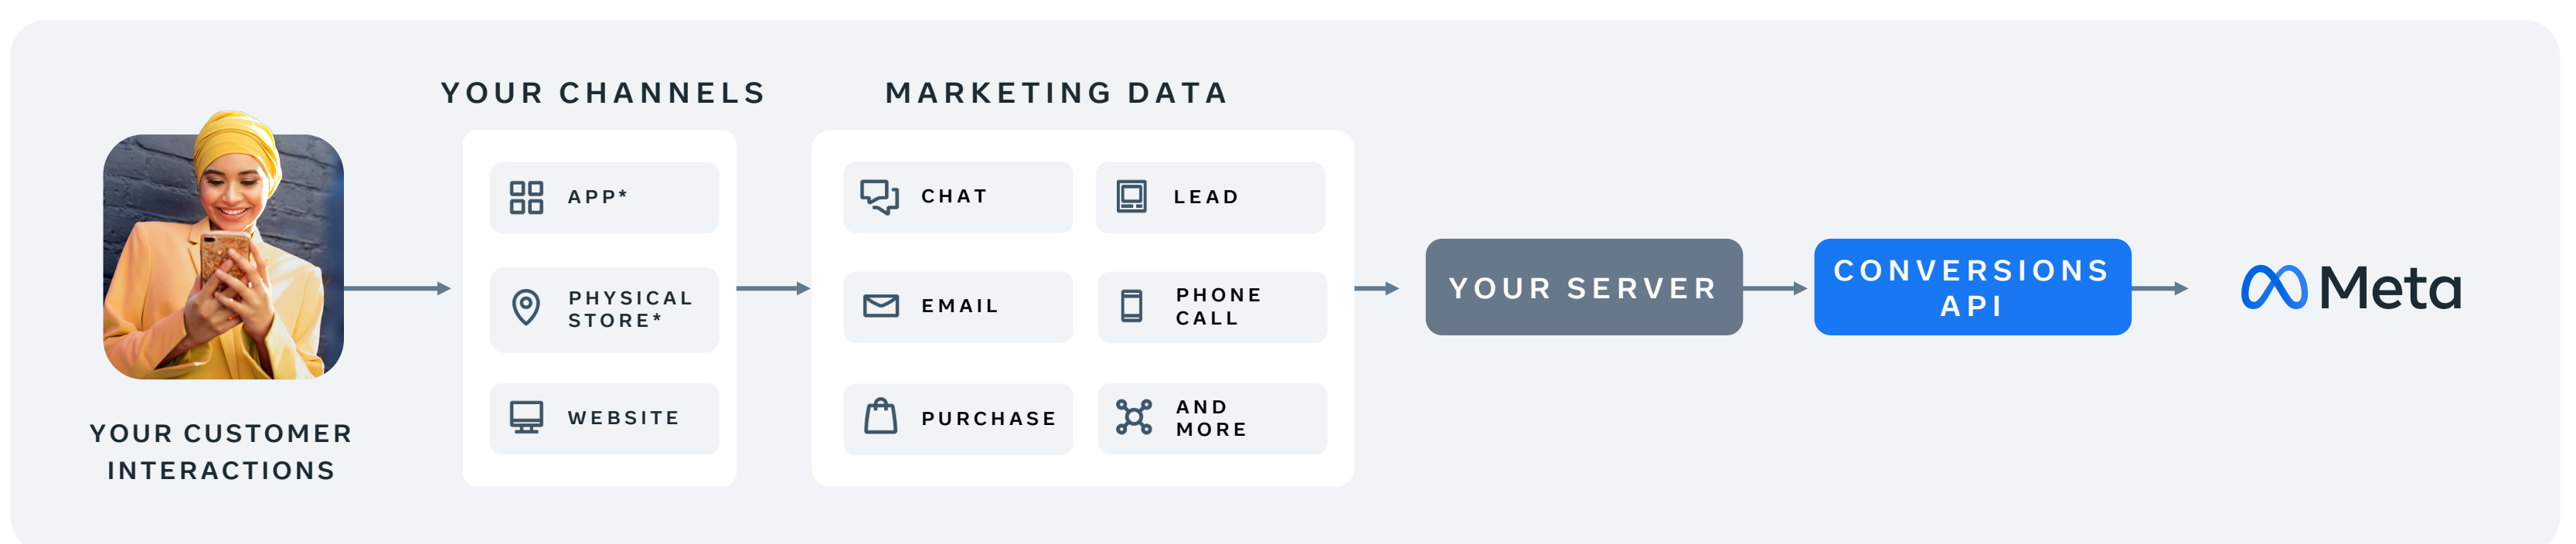 YOUR CUSTOMER
INTERACTIONS
YOUR CHANNELS
APP*
PHYSICAL
STORE*
WEBSITE
MARKETING DATA
CHAT
LEAD
EMAIL
PHONE
CALL
PURCHASE
AND
MORE
YOUR SERVER
CONVERSIONS
API
Meta